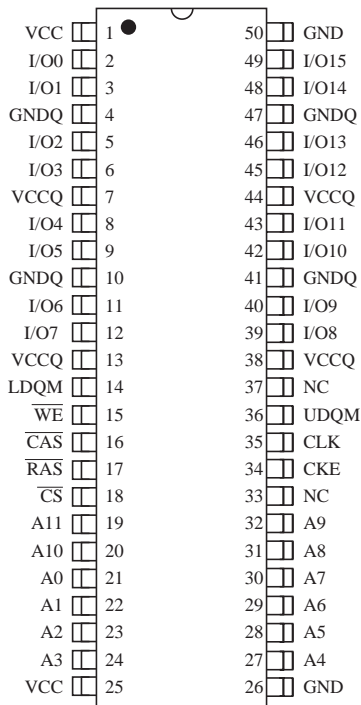 VCC 1 50 GND
I/O0 2 49 I/O15
I/O1 3 48 I/O14
GNDQ 4 47 GNDQ
I/O2 5 46 I/O13
I/O3 6 45 I/O12
VCCQ 7 44 VCCQ
I/O4 8 43 I/O11
I/O5 9 42 I/O10
GNDQ 10 41 GNDQ
I/O6 11 40 I/O9
I/O7 12 39 I/O8
VCCQ 13 38 VCCQ
LDQM 14 37 NC
W̅E̅ 15 36 UDQM
C̅A̅S̅ 16 35 CLK
R̅A̅S̅ 17 34 CKE
C̅S̅ 18 33 NC
A11 19 32 A9
A10 20 31 A8
A0 21 30 A7
A1 22 29 A6
A2 23 28 A5
A3 24 27 A4
VCC 25 26 GND